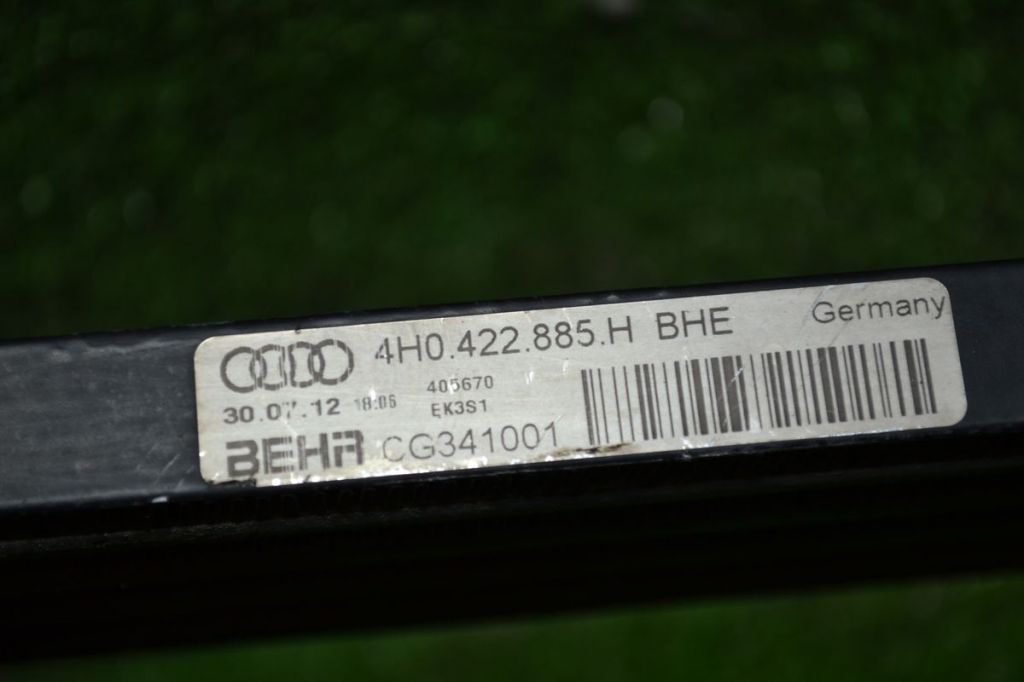 4H0.422.885.H BHE Germany
405670
30.07.12 18:06 EK3S1
BEHR CG341001